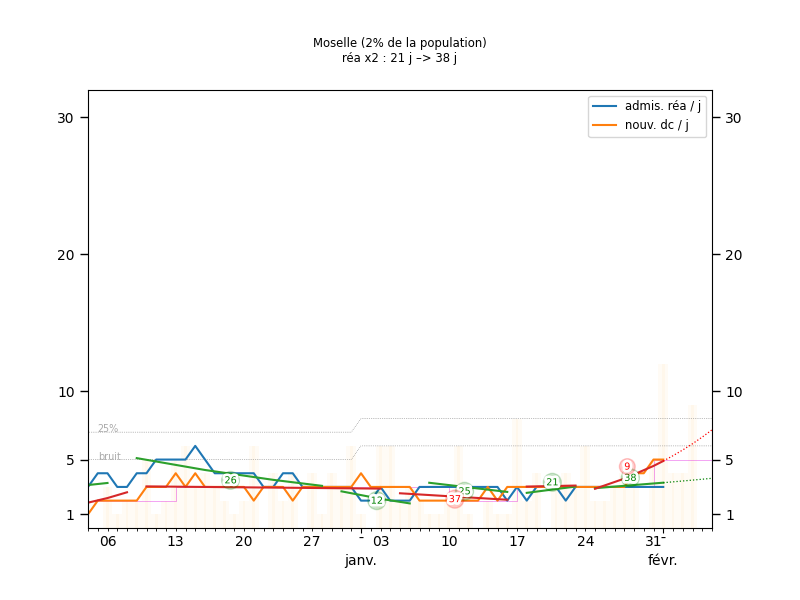 Moselle (2% de la population)
réa x2 : 21 j –> 38 j
admis. réa / j
nouv. dc / j
30 30
20 20
10 10
25%
bruit
5 5
1 1
26
12
25
37
21
9
38
06 13 20 27 03 10 17 24 31
janv. févr.